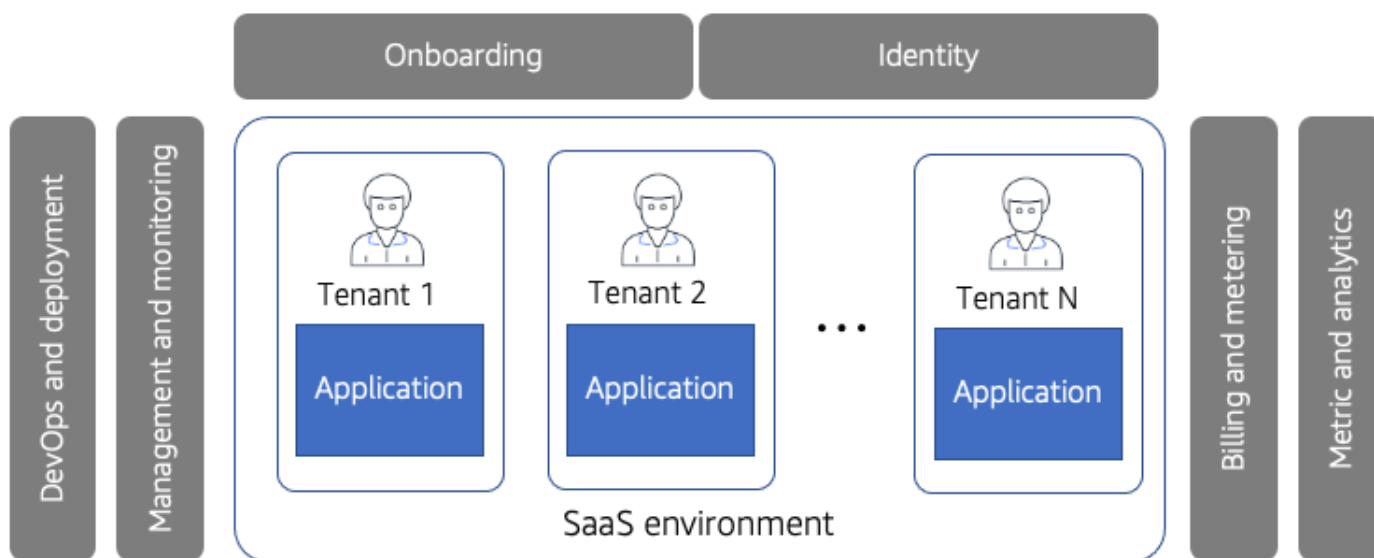 Onboarding
Identity
DevOps and deployment
Management and monitoring
Tenant 1
Application
Tenant 2
Application
...
Tenant N
Application
SaaS environment
Billing and metering
Metric and analytics